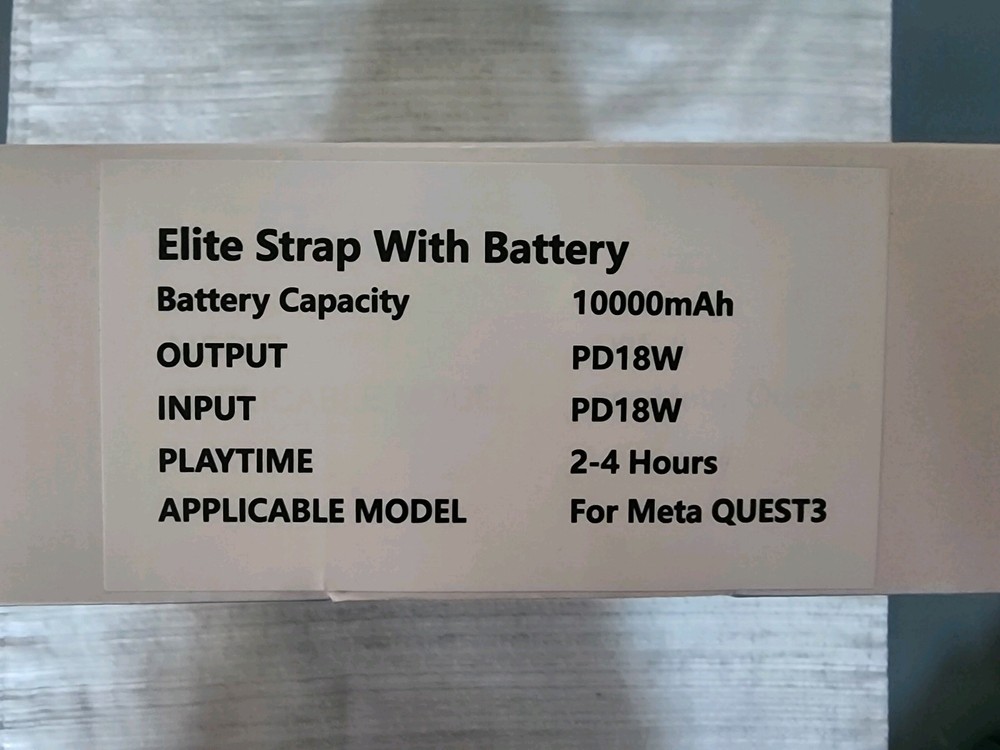 Elite Strap With Battery
Battery Capacity 10000mAh
OUTPUT PD18W
INPUT PD18W
PLAYTIME 2-4 Hours
APPLICABLE MODEL For Meta QUEST3